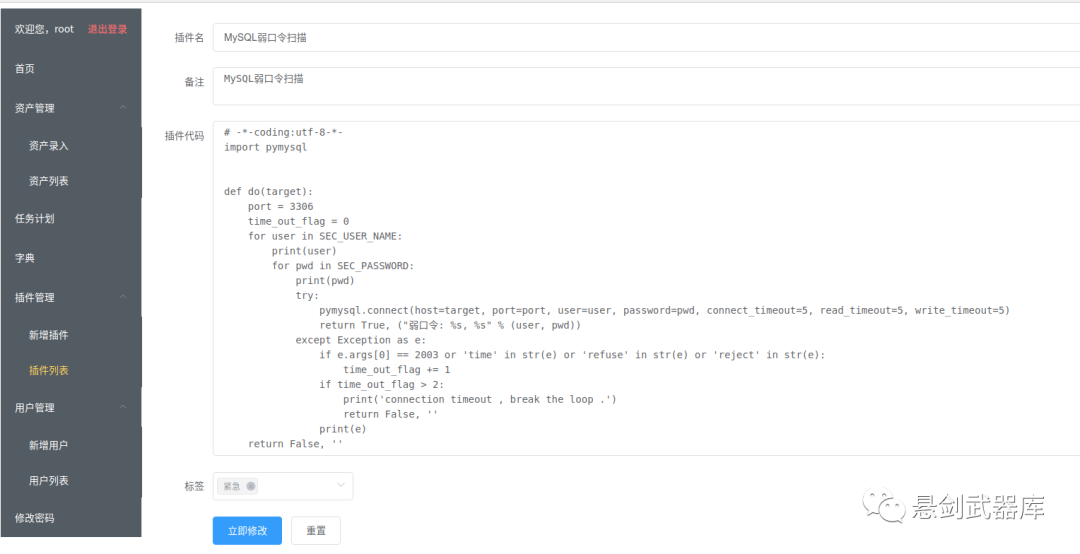 欢迎您，root 退出登录
首页
资产管理
资产录入
资产列表
任务计划
字典
插件管理
新增插件
插件列表
用户管理
新增用户
用户列表
修改密码
插件名 MySQL弱口令扫描
备注 MySQL弱口令扫描
插件代码
# -*-coding:utf-8-*-
import pymysql
def do(target):
    port = 3306
    time_out_flag = 0
    for user in SEC_USER_NAME:
        print(user)
        for pwd in SEC_PASSWORD:
            print(pwd)
            try:
                pymysql.connect(host=target, port=port, user=user, password=pwd, connect_timeout=5, read_timeout=5, write_timeout=5)
                return True, ("弱口令: %s, %s" % (user, pwd))
            except Exception as e:
                if e.args[0] == 2003 or 'time' in str(e) or 'refuse' in str(e) or 'reject' in str(e):
                    time_out_flag += 1
                if time_out_flag > 2:
                    print('connection timeout , break the loop .')
                    return False, ''
                print(e)
    return False, ''
标签 紧急
立即修改 重置
悬剑武器库